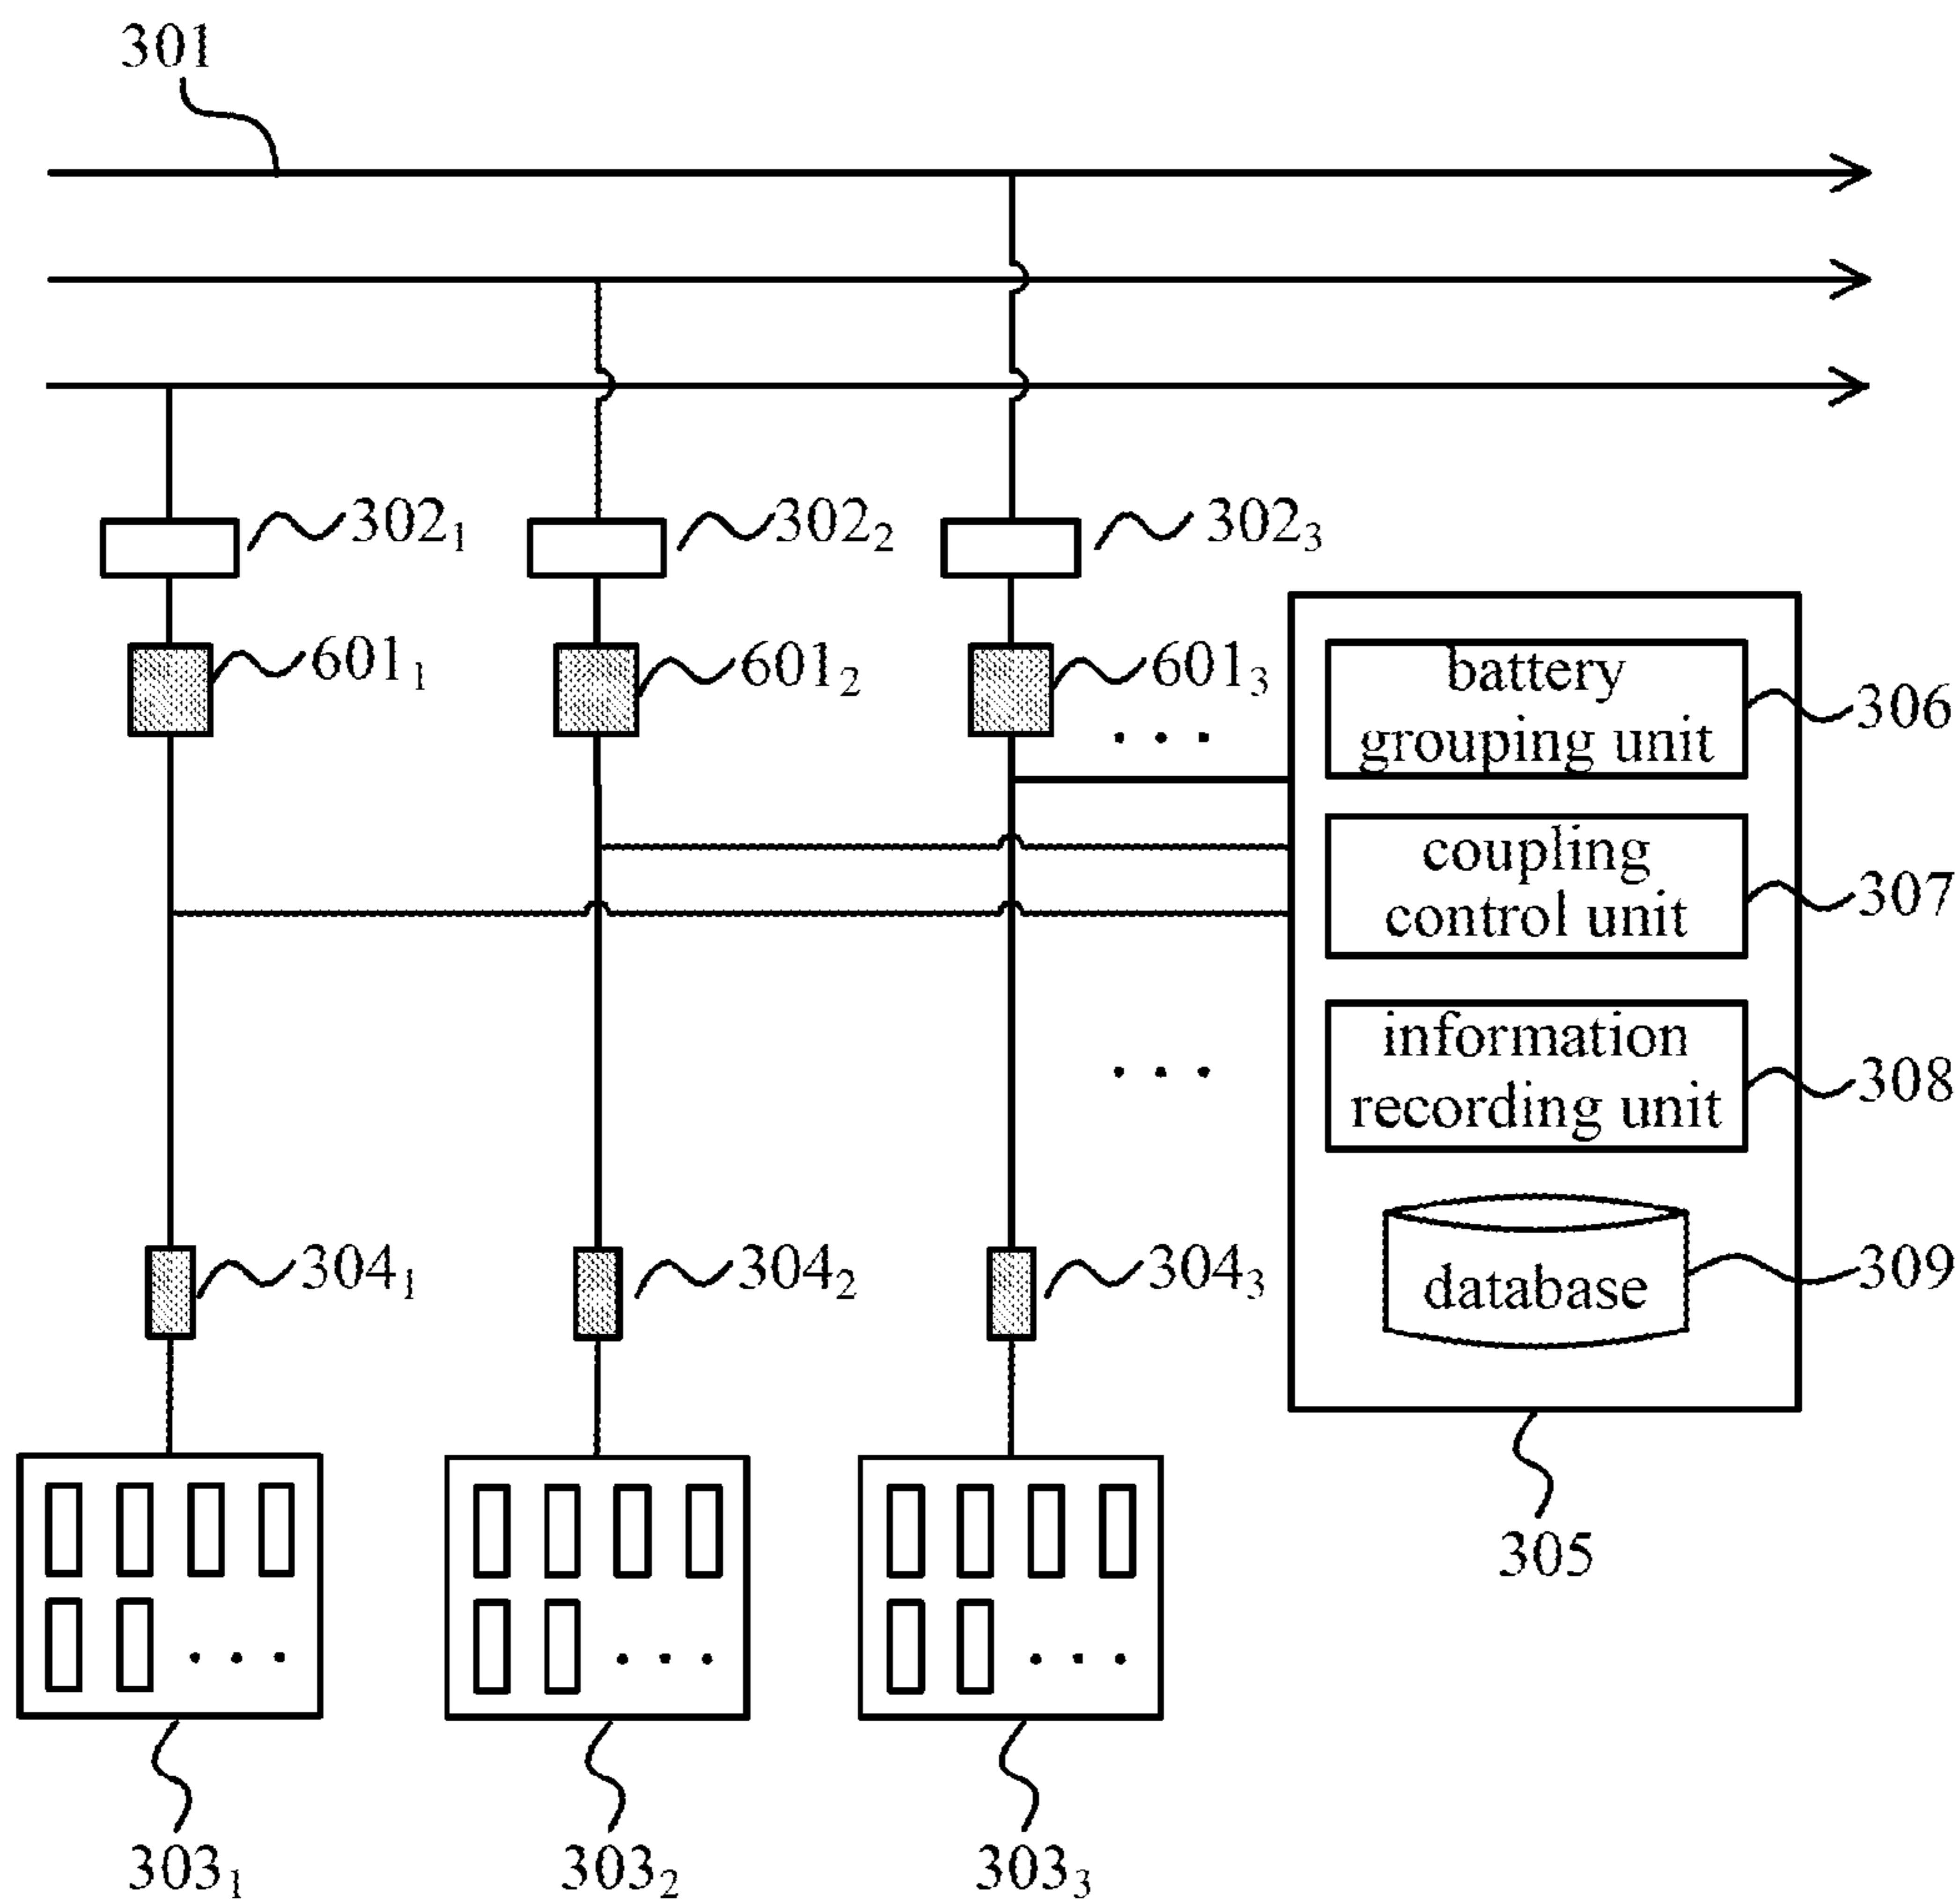 301
302₁
302₂
302₃
601₁
601₂
601₃
battery
grouping unit
306
. . .
coupling
control unit
307
information
recording unit
308
. . .
304₁
304₂
304₃
database
309
305
. . .
. . .
. . .
303₁
303₂
303₃